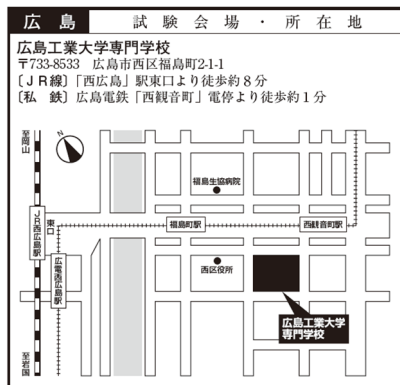 広島 試験会場・所在地
広島工業大学専門学校
〒733-8533 広島市西区福島町2-1-1
〔JR線〕「西広島」駅東口より徒歩約8分
〔私 鉄〕広島電鉄「西観音町」電停より徒歩約1分
至岡山
N
福島生協病院
JR西広島駅
東口
福島町駅
西観音町駅
広電西広島駅
西区役所
広島工業大学
専門学校
至岩国